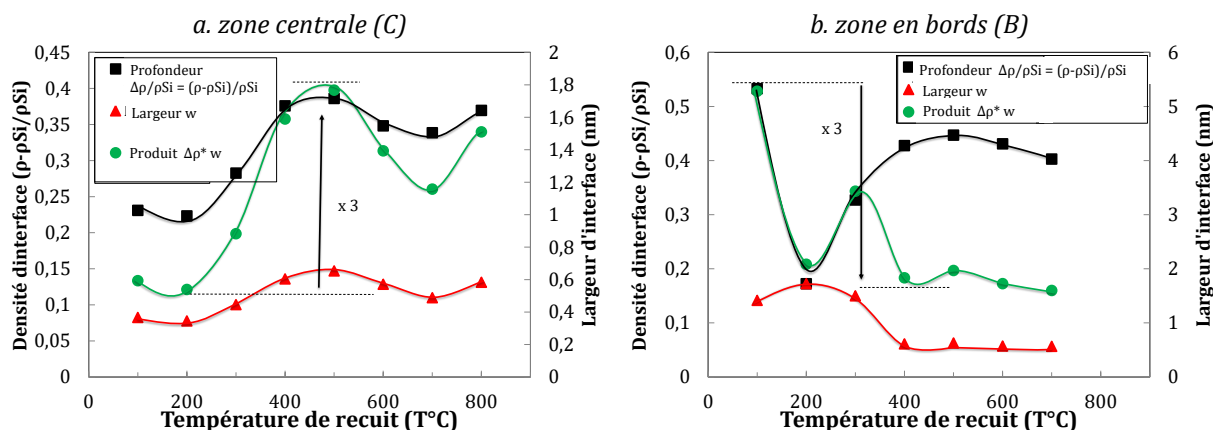 a. zone centrale (C)
Densité dinterface (ρ-ρSi/ρSi)
0,45
0,4
0,35
0,3
0,25
0,2
0,15
0,1
0,05
0
Profondeur
Δρ/ρSi = (ρ-ρSi)/ρSi
Largeur w
Produit Δρ* w
x 3
2
1,8
1,6
1,4
1,2
1
0,8
0,6
0,4
0,2
0
Largeur d'interface (nm)
0 200 400 600 800
Température de recuit (T°C)
b. zone en bords (B)
Densité dinterface (ρ-ρSi/ρSi)
0,6
0,5
0,4
0,3
0,2
0,1
0
Profondeur Δρ/ρSi = (ρ-ρSi)/ρSi
Largeur w
Produit Δρ* w
x 3
6
5
4
3
2
1
0
Largeur d'interface (nm)
0 200 400 600 800
Température de recuit (T°C)